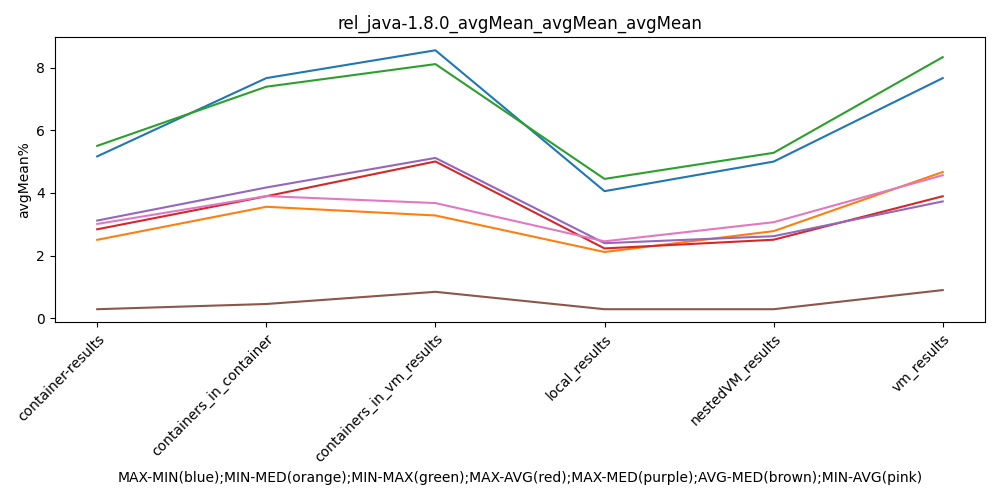 rel_java-1.8.0_avgMean_avgMean_avgMean
avgMean%
8
6
4
2
0
container-results
containers_in_container
containers_in_vm_results
local_results
nestedVM_results
vm_results
MAX-MIN(blue);MIN-MED(orange);MIN-MAX(green);MAX-AVG(red);MAX-MED(purple);AVG-MED(brown);MIN-AVG(pink)